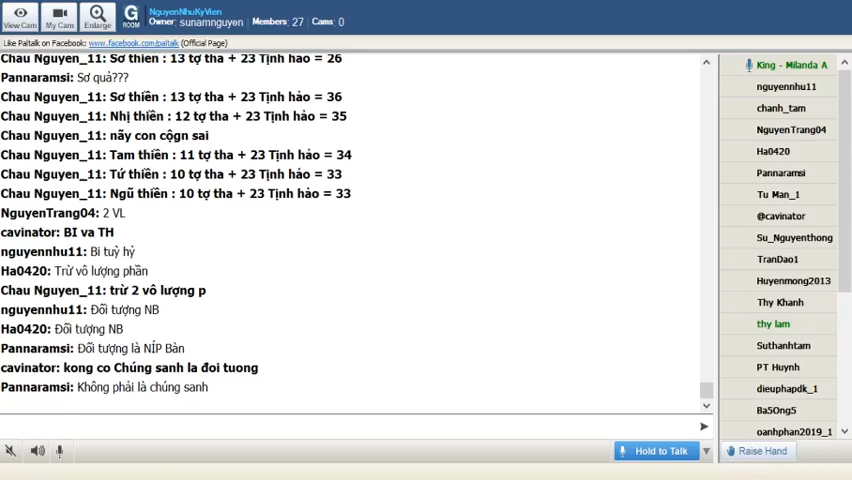 View Cam
My Cam
Enlarge
G
ROOM
NguyenNhuKyVien
Owner: sunamnguyen Members: 27 Cams: 0
Like Paltalk on Facebook: www.facebook.com/paltalk (Official Page)
Chau Nguyen_11: Sơ thiền : 13 tợ tha + 23 Tịnh hảo = 26
Pannaramsi: Sơ quả???
Chau Nguyen_11: Sơ thiền : 13 tợ tha + 23 Tịnh hảo = 36
Chau Nguyen_11: Nhị thiền : 12 tợ tha + 23 Tịnh hảo = 35
Chau Nguyen_11: nãy con cộgn sai
Chau Nguyen_11: Tam thiền : 11 tợ tha + 23 Tịnh hảo = 34
Chau Nguyen_11: Tứ thiền : 10 tợ tha + 23 Tịnh hảo = 33
Chau Nguyen_11: Ngũ thiền : 10 tợ tha + 23 Tịnh hảo = 33
NguyenTrang04: 2 VL
cavinator: BI va TH
nguyennhu11: Bi tuỳ hỷ
Ha0420: Trừ vô lượng phần
Chau Nguyen_11: trừ 2 vô lượng p
nguyennhu11: Đối tượng NB
Ha0420: Đối tượng NB
Pannaramsi: Đối tượng là NÍP Bàn
cavinator: kong co Chúng sanh la đoi tuong
Pannaramsi: Không phải là chúng sanh
Hold to Talk
King - Milanda A
nguyennhu11
chanh_tam
NguyenTrang04
Ha0420
Pannaramsi
Tu Man_1
@cavinator
Su_Nguyenthong
TranDao1
Huyenmong2013
Thy Khanh
thy lam
Suthanhtam
PT Huynh
dieuphapdk_1
Ba5Ong5
oanhphan2019_1
Raise Hand